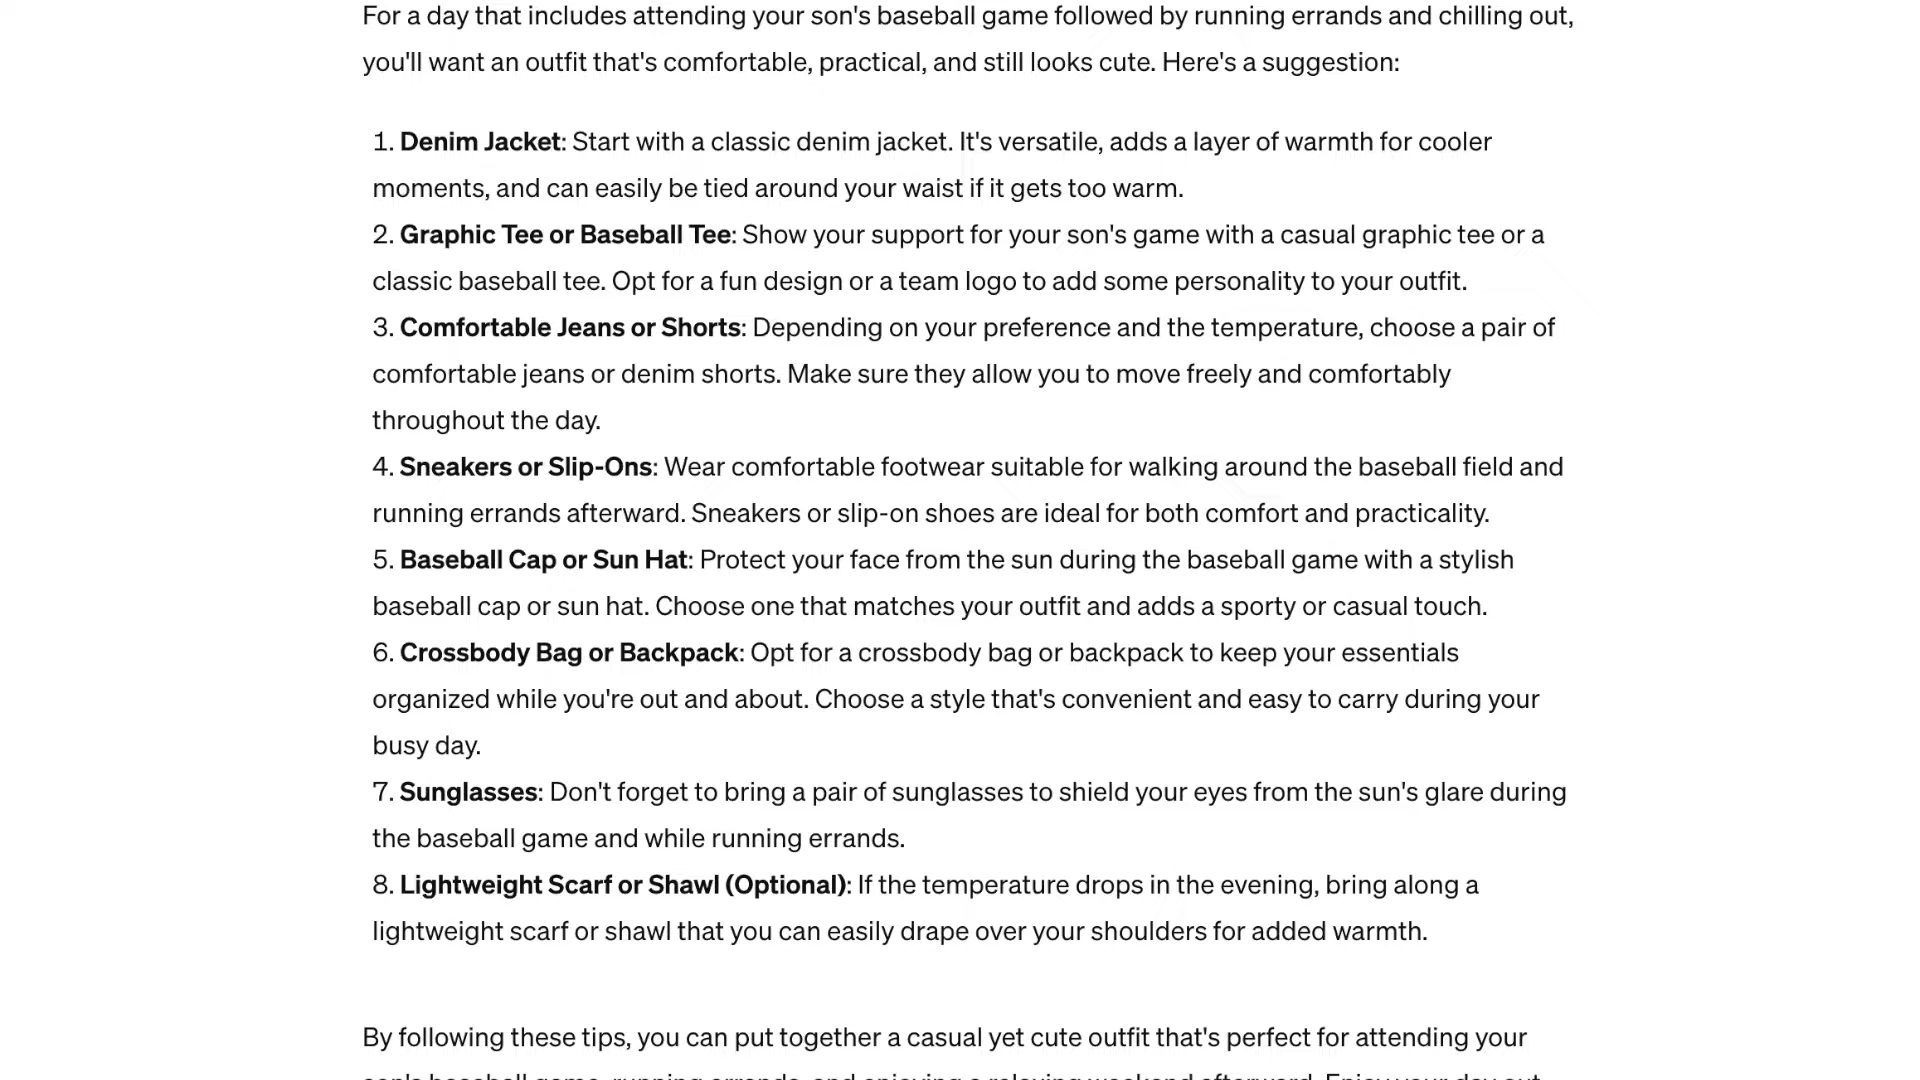 For a day that includes attending your son's baseball game followed by running errands and chilling out,
you'll want an outfit that's comfortable, practical, and still looks cute. Here's a suggestion:
1. Denim Jacket: Start with a classic denim jacket. It's versatile, adds a layer of warmth for cooler
moments, and can easily be tied around your waist if it gets too warm.
2. Graphic Tee or Baseball Tee: Show your support for your son's game with a casual graphic tee or a
classic baseball tee. Opt for a fun design or a team logo to add some personality to your outfit.
3. Comfortable Jeans or Shorts: Depending on your preference and the temperature, choose a pair of
comfortable jeans or denim shorts. Make sure they allow you to move freely and comfortably
throughout the day.
4. Sneakers or Slip-Ons: Wear comfortable footwear suitable for walking around the baseball field and
running errands afterward. Sneakers or slip-on shoes are ideal for both comfort and practicality.
5. Baseball Cap or Sun Hat: Protect your face from the sun during the baseball game with a stylish
baseball cap or sun hat. Choose one that matches your outfit and adds a sporty or casual touch.
6. Crossbody Bag or Backpack: Opt for a crossbody bag or backpack to keep your essentials
organized while you're out and about. Choose a style that's convenient and easy to carry during your
busy day.
7. Sunglasses: Don't forget to bring a pair of sunglasses to shield your eyes from the sun's glare during
the baseball game and while running errands.
8. Lightweight Scarf or Shawl (Optional): If the temperature drops in the evening, bring along a
lightweight scarf or shawl that you can easily drape over your shoulders for added warmth.
By following these tips, you can put together a casual yet cute outfit that's perfect for attending your
son's baseball game, running errands, and enjoying a relaxing weekend afterward. Enjoy your day out